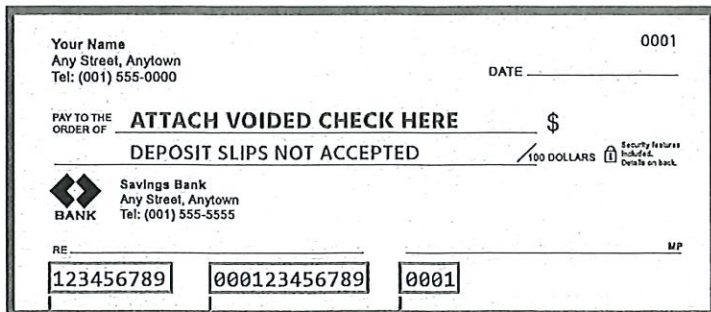 Your Name 0001
Any Street, Anytown
Tel: (001) 555-0000
DATE
PAY TO THE
ORDER OF ATTACH VOIDED CHECK HERE $
DEPOSIT SLIPS NOT ACCEPTED /100 DOLLARS
Security features
included.
Details on back.
BANK
Savings Bank
Any Street, Anytown
Tel: (001) 555-5555
RE MP
123456789 000123456789 0001